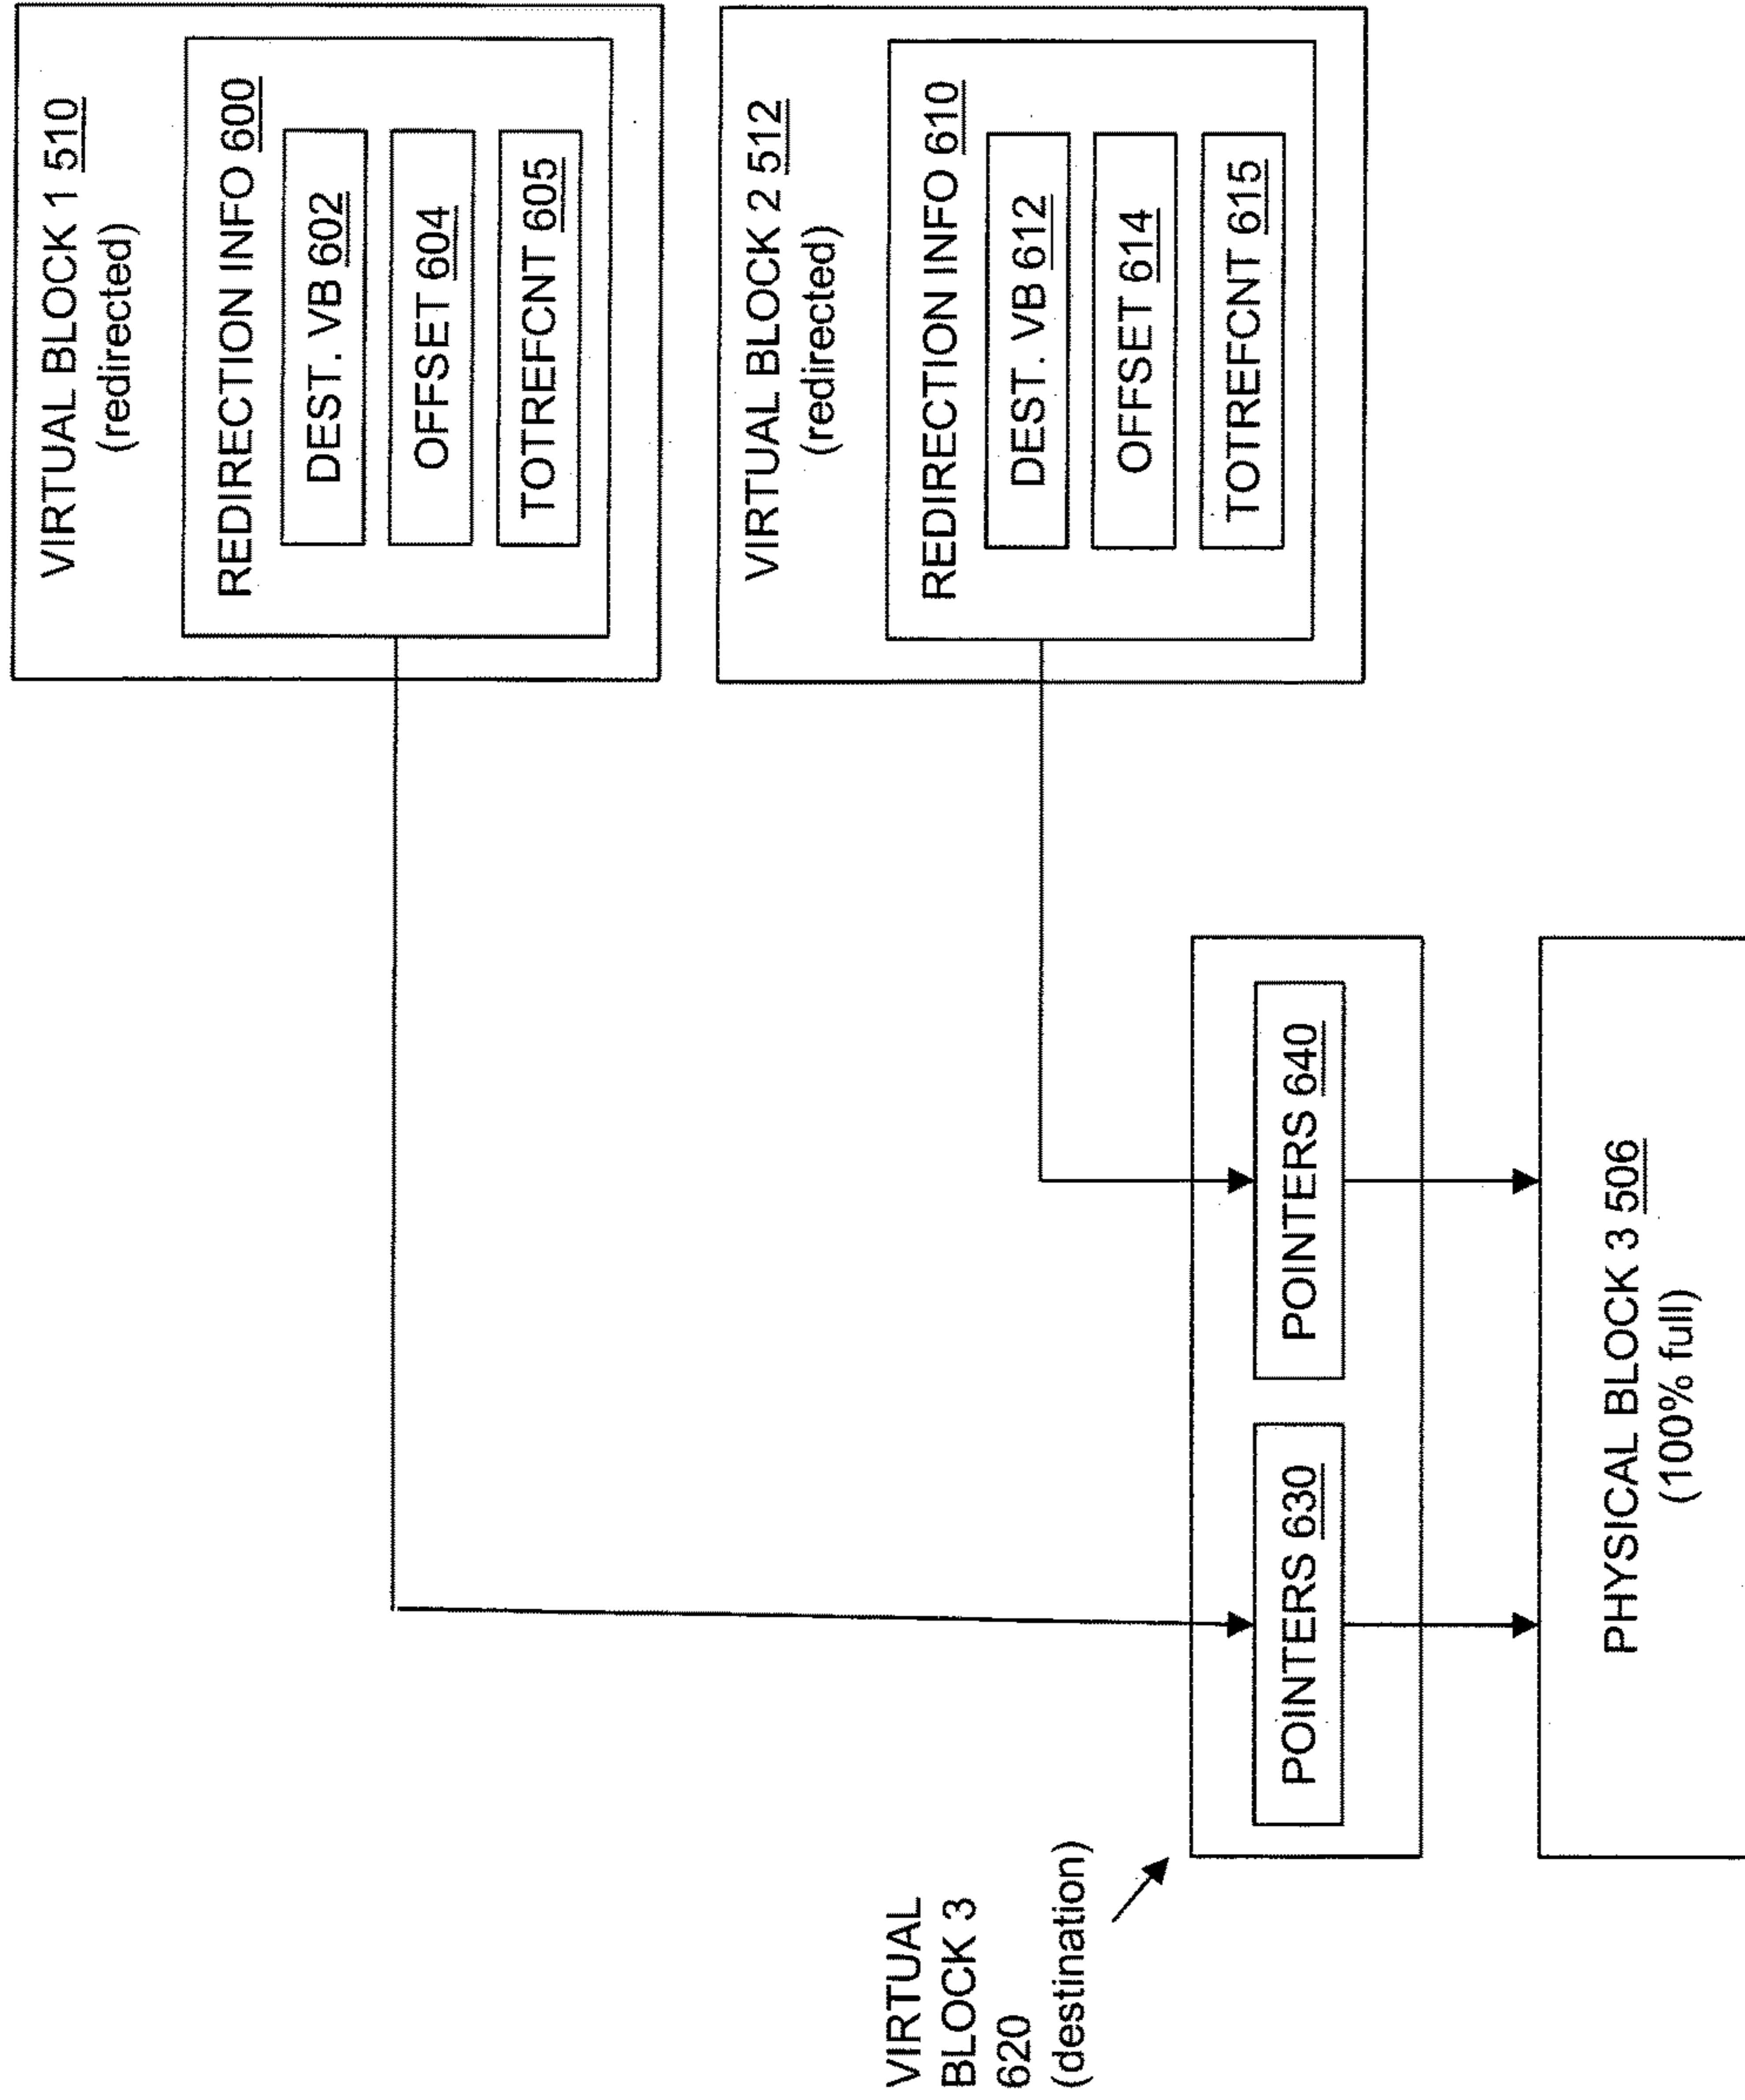 VIRTUAL BLOCK 1 510
(redirected)
REDIRECTION INFO 600
DEST. VB 602
OFFSET 604
TOTREFCNT 605
VIRTUAL BLOCK 2 512
(redirected)
REDIRECTION INFO 610
DEST. VB 612
OFFSET 614
TOTREFCNT 615
VIRTUAL
BLOCK 3
620
(destination)
POINTERS 630
POINTERS 640
PHYSICAL BLOCK 3 506
(100% full)